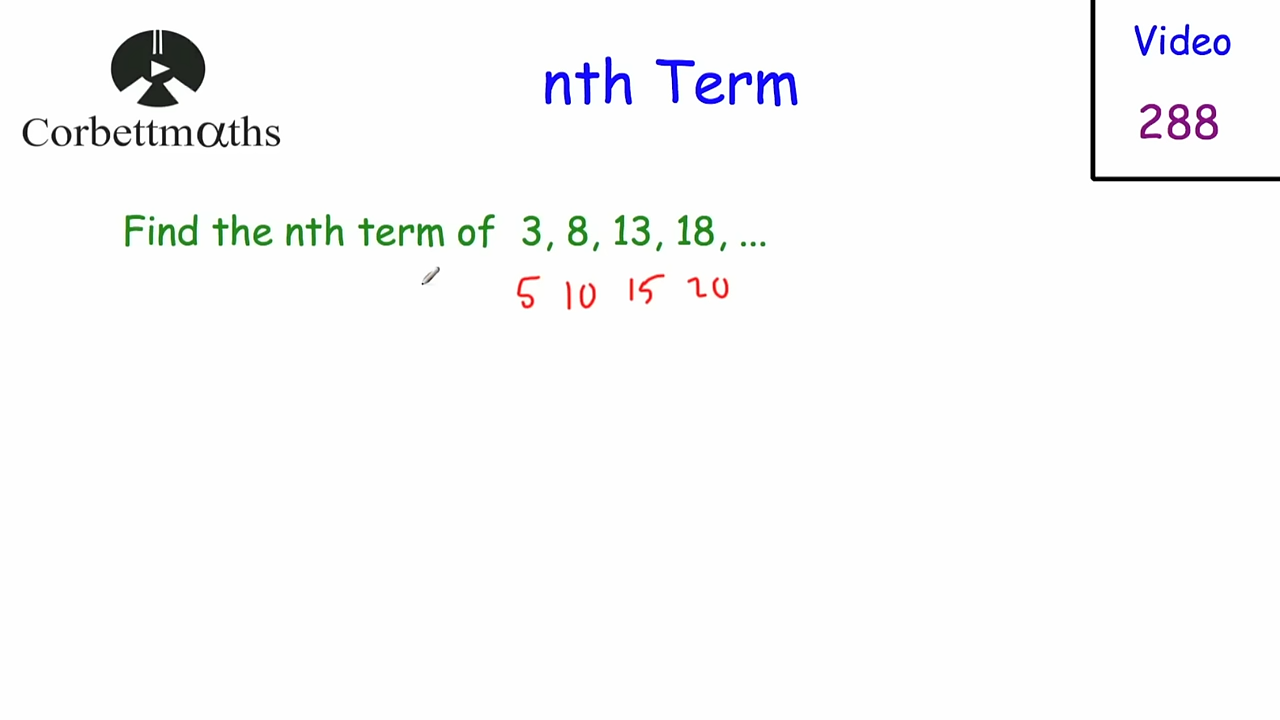 Corbettmαths
nth Term
Video
288
Find the nth term of 3, 8, 13, 18, ...
5 10 15 20